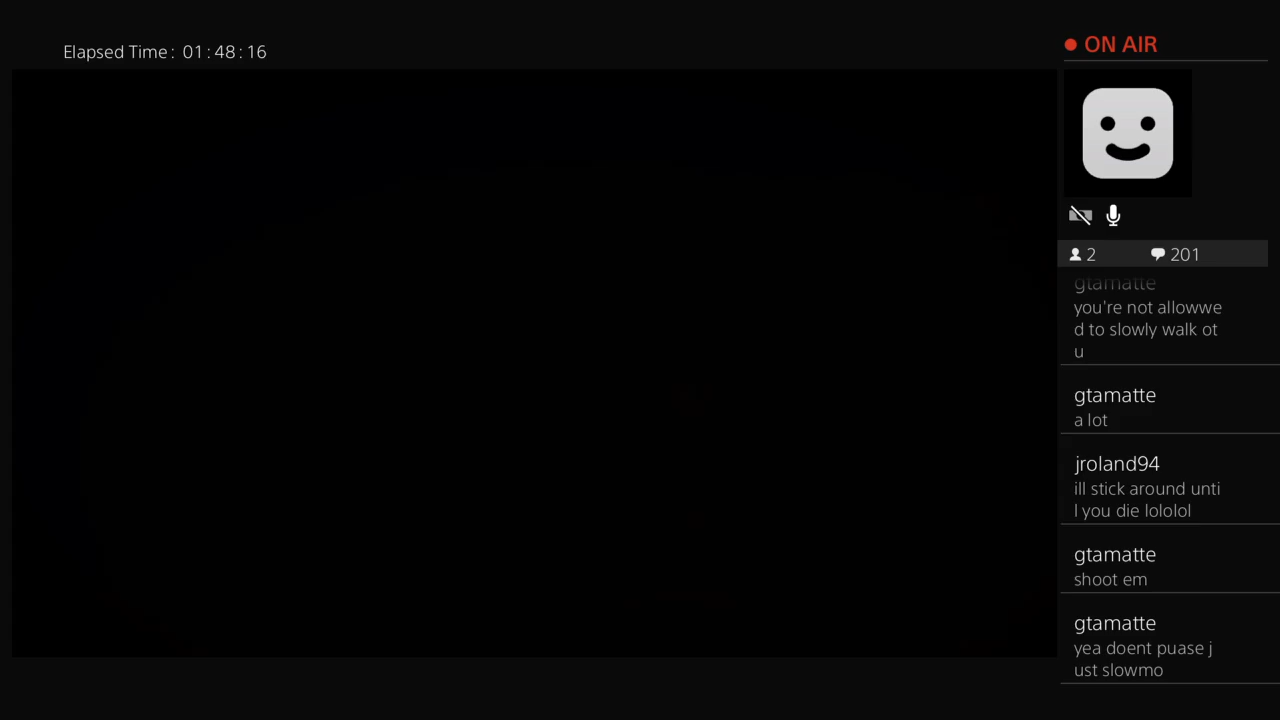 Elapsed Time: 01:48:16
ON AIR
2 201
gtamatte
you're not allowwe
d to slowly walk ot
u
gtamatte
a lot
jroland94
ill stick around unti
l you die lololol
gtamatte
shoot em
gtamatte
yea doent puase j
ust slowmo